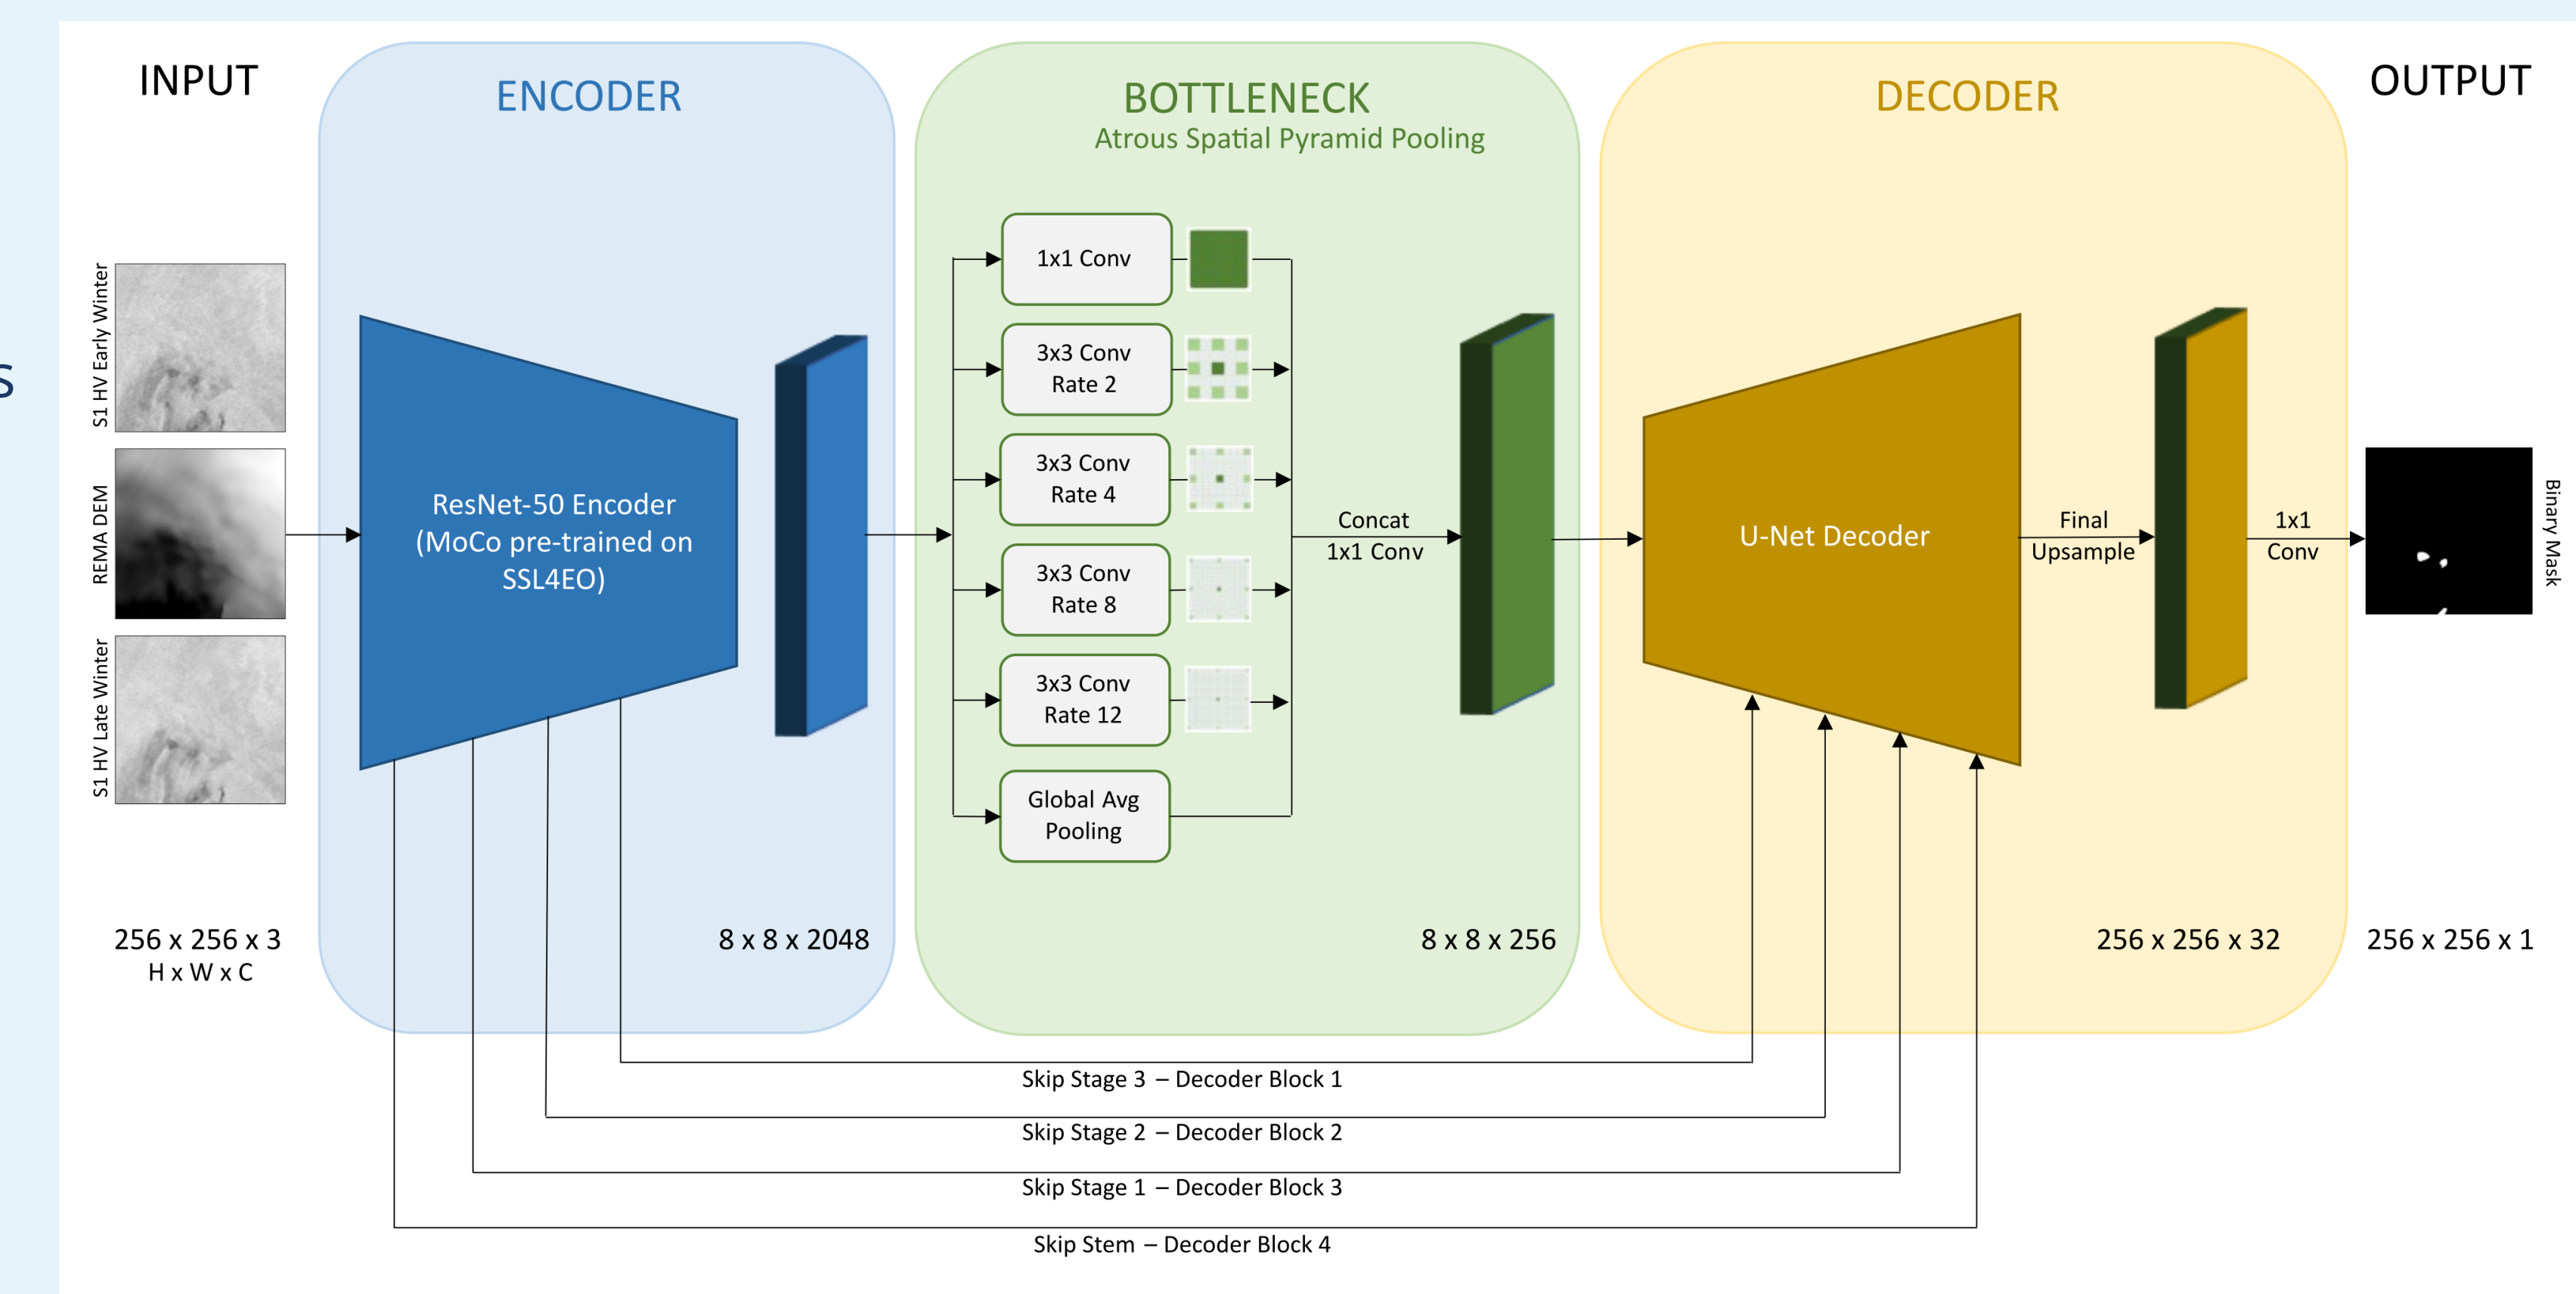 INPUT
S1 HV Early Winter
REMA DEM
S1 HV Late Winter
256 x 256 x 3
H x W x C
ENCODER
ResNet-50 Encoder
(MoCo pre-trained on
SSL4EO)
8 x 8 x 2048
BOTTLENECK
Atrous Spatial Pyramid Pooling
1x1 Conv
3x3 Conv
Rate 2
3x3 Conv
Rate 4
3x3 Conv
Rate 8
3x3 Conv
Rate 12
Global Avg
Pooling
Concat
1x1 Conv
8 x 8 x 256
DECODER
U-Net Decoder
Final
Upsample
256 x 256 x 32
1x1
Conv
OUTPUT
Binary Mask
256 x 256 x 1
Skip Stage 3 – Decoder Block 1
Skip Stage 2 – Decoder Block 2
Skip Stage 1 – Decoder Block 3
Skip Stem – Decoder Block 4